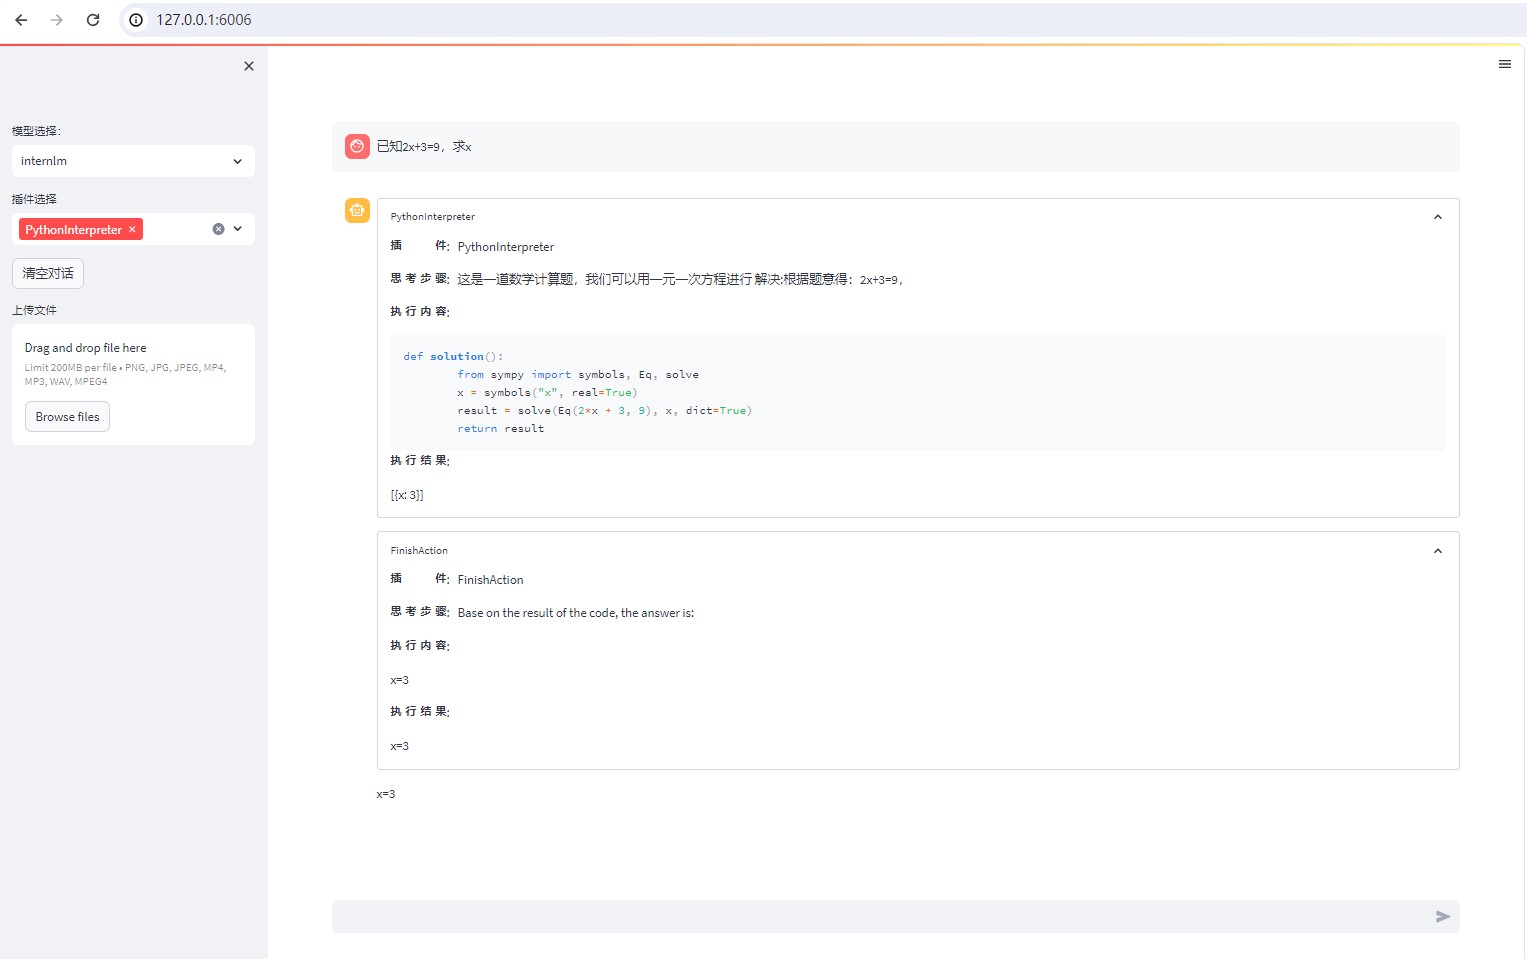 127.0.0.1:6006
模型选择：
internlm
插件选择
PythonInterpreter ×
清空对话
上传文件
Drag and drop file here
Limit 200MB per file • PNG, JPG, JPEG, MP4,
MP3, WAV, MPEG4
Browse files
已知2x+3=9，求x
PythonInterpreter
插 件： PythonInterpreter
思考步骤： 这是一道数学计算题，我们可以用一元一次方程进行 解决:根据题意得：2x+3=9，
执行内容：
def solution():
from sympy import symbols, Eq, solve
x = symbols("x", real=True)
result = solve(Eq(2*x + 3, 9), x, dict=True)
return result
执行结果：
[{x: 3}]
FinishAction
插 件： FinishAction
思考步骤： Base on the result of the code, the answer is:
执行内容：
x=3
执行结果：
x=3
x=3